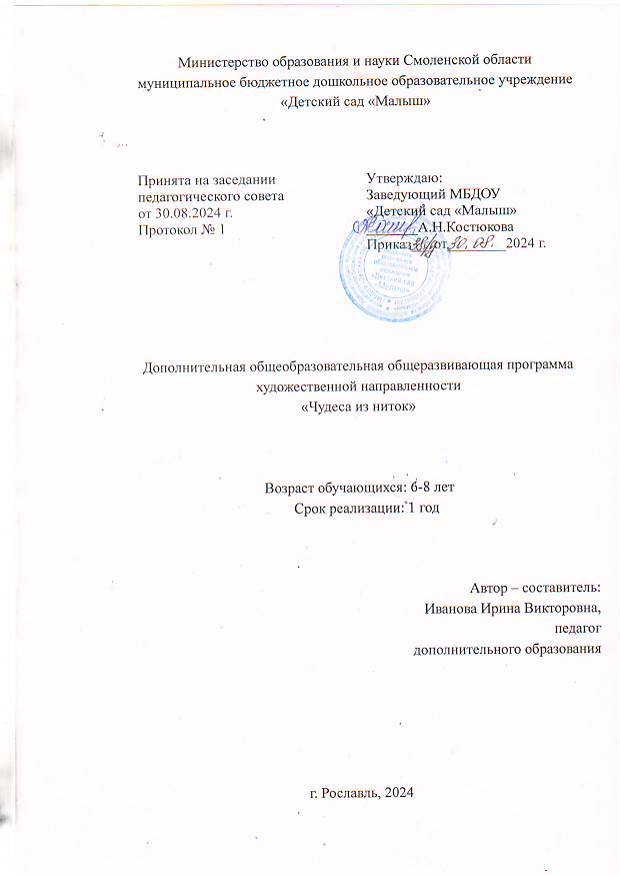 Министерство образования и науки Смоленской области
муниципальное бюджетное дошкольное образовательное учреждение
«Детский сад «Малыш»
Принята на заседании
педагогического совета
от 30.08.2024 г.
Протокол № 1
Утверждаю:
Заведующий МБДОУ
«Детский сад «Малыш»
А.Н.Костюкова
Приказ от 30.08. 2024 г.
«Детский сад
«Малыш»
Дополнительная общеобразовательная общеразвивающая программа
художественной направленности
«Чудеса из ниток»
Возраст обучающихся: 6-8 лет
Срок реализации: 1 год
Автор – составитель:
Иванова Ирина Викторовна,
педагог
дополнительного образования
г. Рославль, 2024